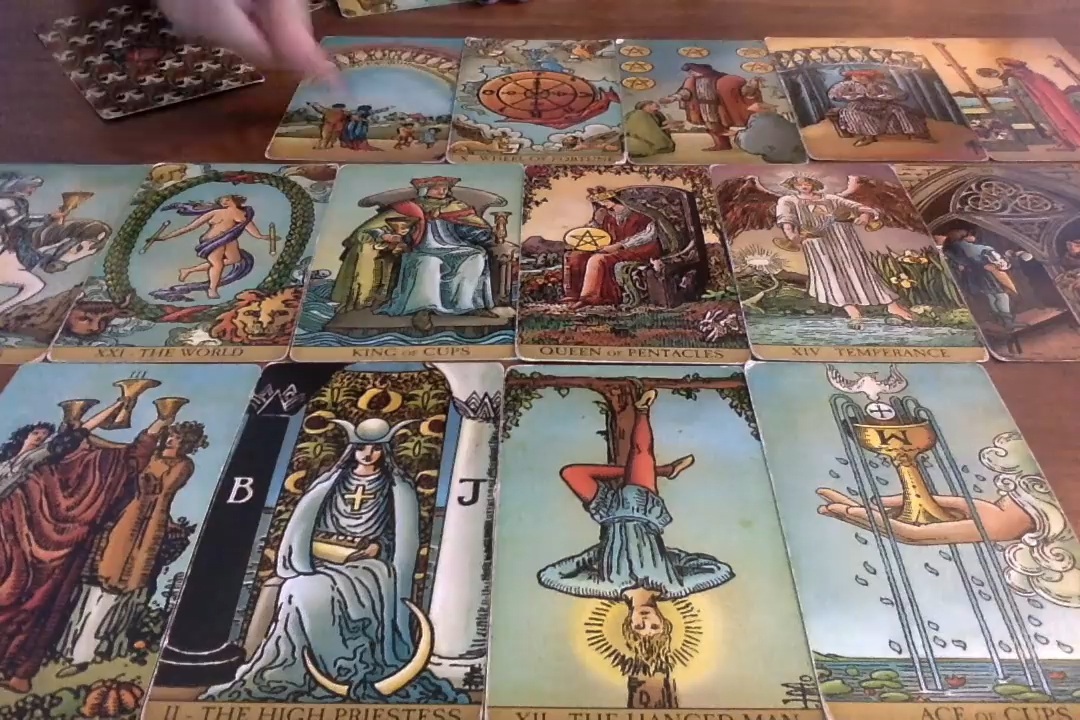 WHEEL OF FORTUNE
XXI - THE WORLD
KING OF CUPS
QUEEN OF PENTACLES
XIV TEMPERANCE
III
B
J
II - THE HIGH PRIESTESS
XII - THE HANGED MAN
ACE OF CUPS